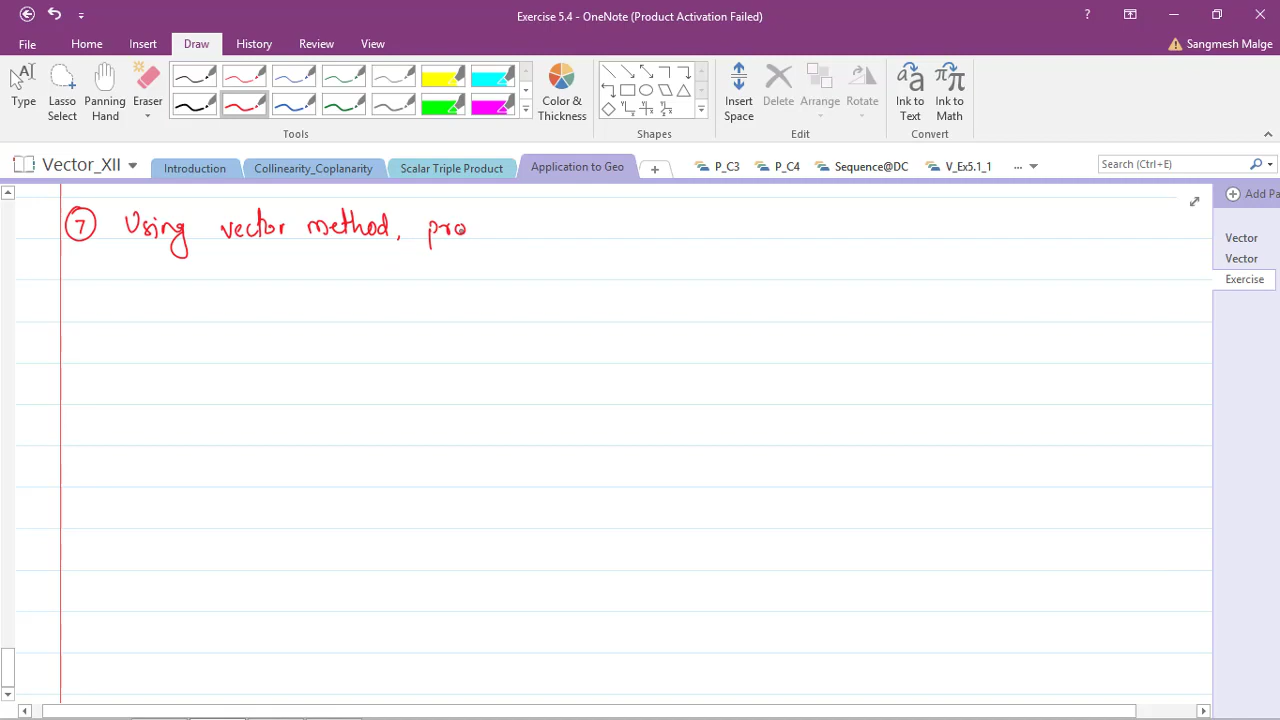 Exercise 5.4 - OneNote (Product Activation Failed)
?
File Home Insert Draw History Review View
Sangmesh Malge
Type
Lasso Select
Panning Hand
Eraser
Color & Thickness
Insert Space
Delete
Arrange
Rotate
Ink to Text
Ink to Math
Tools
Shapes
Edit
Convert
Vector_XII
Introduction
Collinearity_Coplanarity
Scalar Triple Product
Application to Geo
P_C3
P_C4
Sequence@DC
V_Ex5.1_1
...
Search (Ctrl+E)
Add Pa
Vector
Vector
Exercise
7 Using vector method, pro